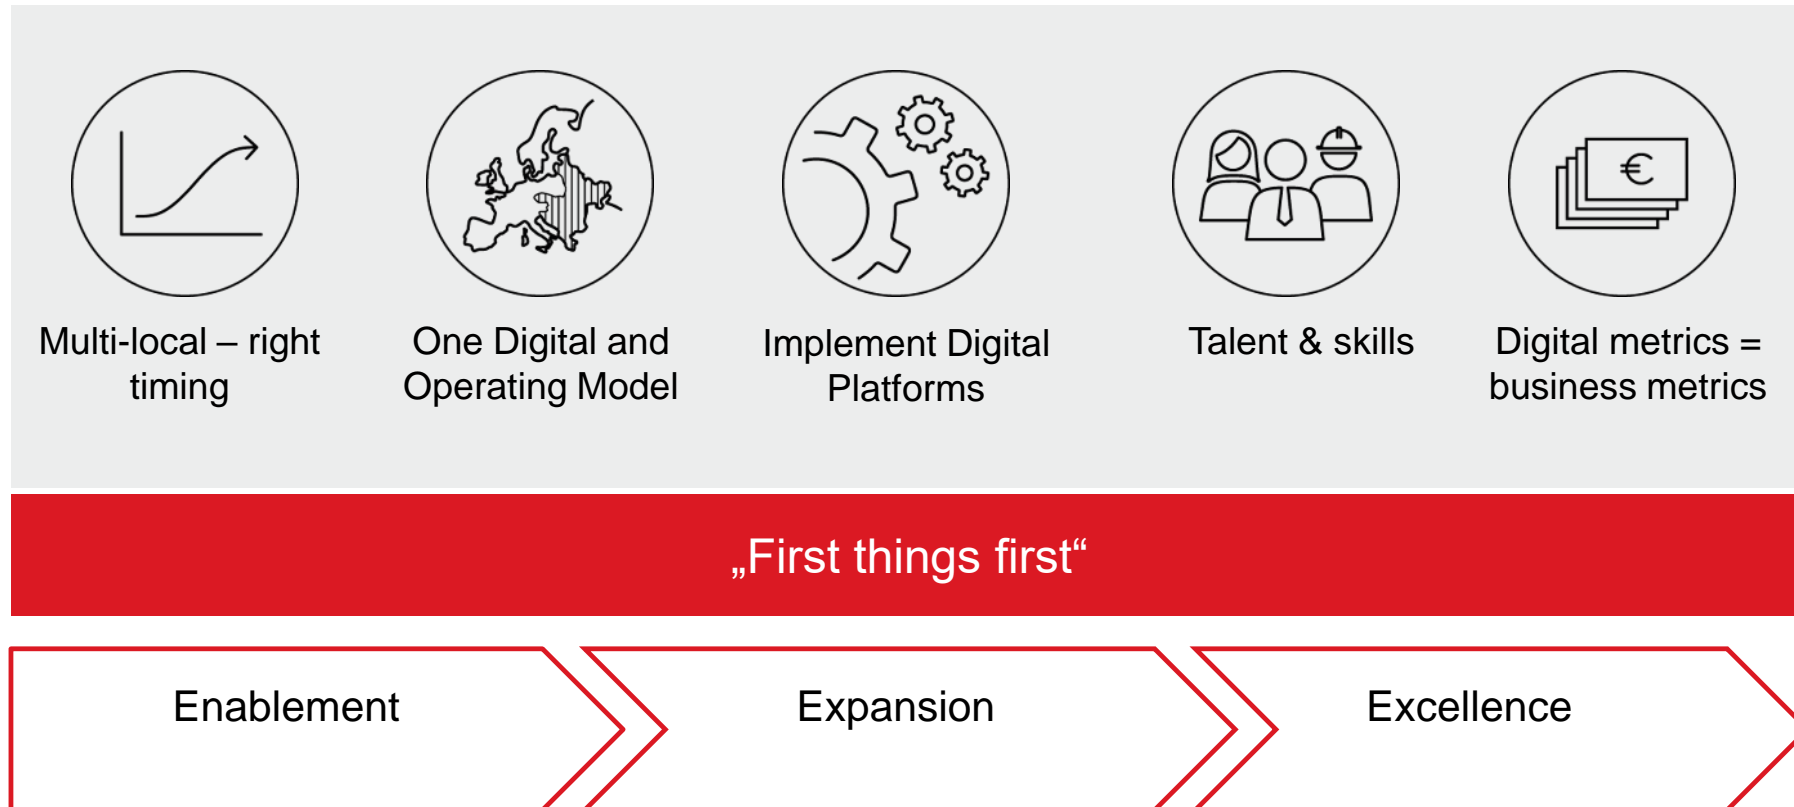 €
Multi-local – right
timing
One Digital and
Operating Model
Implement Digital
Platforms
Talent & skills
Digital metrics =
business metrics
„First things first“
Enablement
Expansion
Excellence